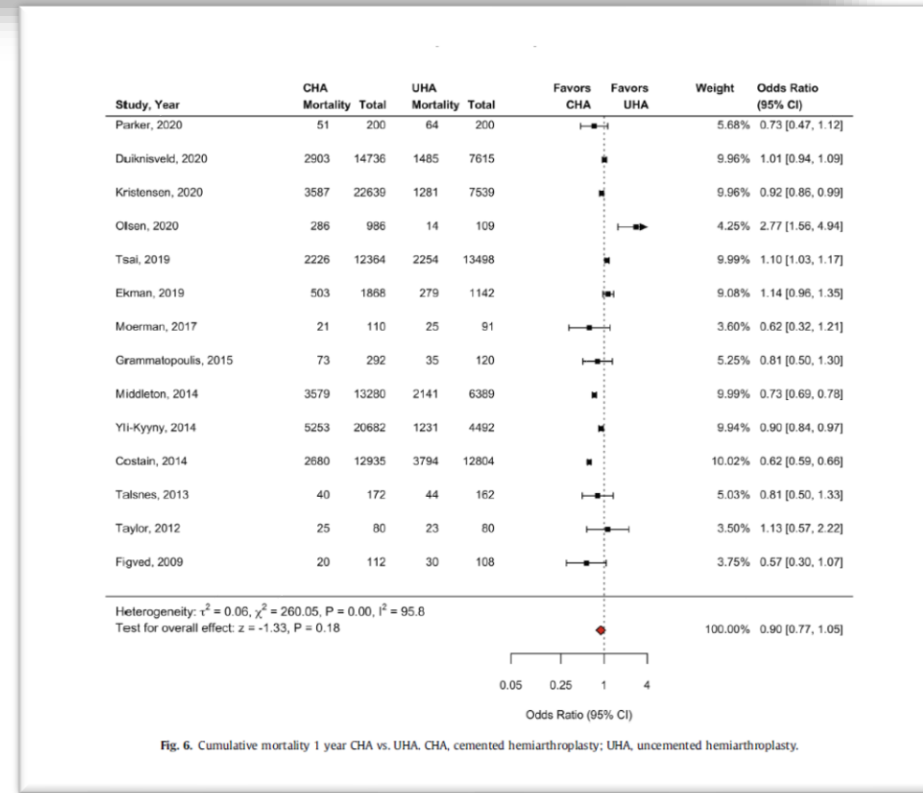 CHA UHA Favors Favors Weight Odds Ratio
Study, Year Mortality Total Mortality Total CHA UHA (95% CI)
Parker, 2020 51 200 64 200 5.68% 0.73 [0.47, 1.12]
Duiknisveld, 2020 2903 14736 1485 7615 9.96% 1.01 [0.94, 1.09]
Kristensen, 2020 3587 22639 1281 7539 9.96% 0.92 [0.86, 0.99]
Olsen, 2020 286 986 14 109 4.25% 2.77 [1.56, 4.94]
Tsai, 2019 2226 12364 2254 13498 9.99% 1.10 [1.03, 1.17]
Ekman, 2019 503 1868 279 1142 9.08% 1.14 [0.96, 1.35]
Moerman, 2017 21 110 25 91 3.60% 0.62 [0.32, 1.21]
Grammatopoulis, 2015 73 292 35 120 5.25% 0.81 [0.50, 1.30]
Middleton, 2014 3579 13280 2141 6389 9.99% 0.73 [0.69, 0.78]
Yli-Kyyny, 2014 5253 20682 1231 4492 9.94% 0.90 [0.84, 0.97]
Costain, 2014 2680 12935 3794 12804 10.02% 0.62 [0.59, 0.66]
Talsnes, 2013 40 172 44 162 5.03% 0.81 [0.50, 1.33]
Taylor, 2012 25 80 23 80 3.50% 1.13 [0.57, 2.22]
Figved, 2009 20 112 30 108 3.75% 0.57 [0.30, 1.07]
Heterogeneity: τ² = 0.06, χ² = 260.05, P = 0.00, I² = 95.8
Test for overall effect: z = -1.33, P = 0.18 100.00% 0.90 [0.77, 1.05]
0.05 0.25 1 4
Odds Ratio (95% CI)
Fig. 6. Cumulative mortality 1 year CHA vs. UHA. CHA, cemented hemiarthroplasty; UHA, uncemented hemiarthroplasty.